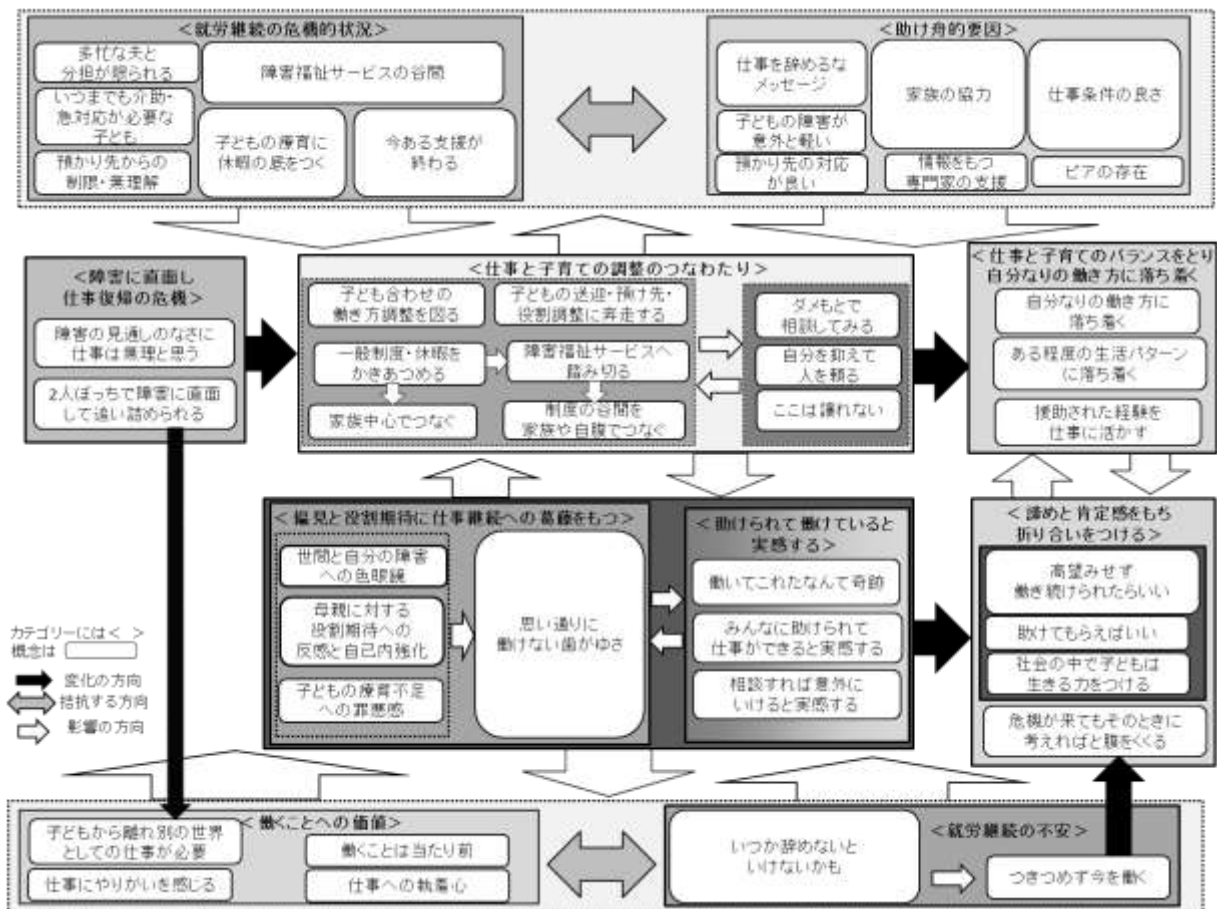 ＜就労継続の危機的状況＞
多忙な夫と
分担が限られる
障害福祉サービスの谷間
いつまでも介助・
急対応が必要な
子ども
預かり先からの
制限・無理解
子どもの療育に
休暇の底をつく
今ある支援が
終わる
＜助け舟的要因＞
仕事を辞めるな
メッセージ
家族の協力
仕事条件の良さ
子どもの障害が
意外と軽い
預かり先の対応
が良い
情報をもつ
専門家の支援
ピアの存在
＜障害に直面し
仕事復帰の危機＞
障害の見通しのなさに
仕事は無理と思う
2人ぼっちで障害に直面
して追い詰められる
＜仕事と子育ての調整のつなわたり＞
子ども合わせの
働き方調整を図る
子どもの送迎・預け先・
役割調整に奔走する
一般制度・休暇を
かきあつめる
障害福祉サービスへ
踏み切る
家族中心でつなぐ
制度の谷間を
家族や自腹でつなぐ
ダメもとで
相談してみる
自分を抑えて
人を頼る
ここは譲れない
＜仕事と子育てのバランスをとり
自分なりの働き方に落ち着く＞
自分なりの働き方に
落ち着く
ある程度の生活パターン
に落ち着く
援助された経験を
仕事に活かす
＜偏見と役割期待に仕事継続への葛藤をもつ＞
世間と自分の障害
への色眼鏡
母親に対する
役割期待への
反感と自己内強化
子どもの療育不足
への罪悪感
思い通りに
働けない歯がゆさ
＜助けられて働けていると
実感する＞
働いてこれたなんて奇跡
みんなに助けられて
仕事ができると実感する
相談すれば意外に
いけると実感する
＜諦めと肯定感をもち
折り合いをつける＞
高望みせず
働き続けられたらいい
助けてもらえばいい
社会の中で子どもは
生きる力をつける
危機が来てもそのときに
考えればと腹をくくる
カテゴリーには＜　＞
概念は
変化の方向
拮抗する方向
影響の方向
＜働くことへの価値＞
子どもから離れ別の世界
としての仕事が必要
働くことは当たり前
仕事にやりがいを感じる
仕事への執着心
＜就労継続の不安＞
いつか辞めないと
いけないかも
つきつめず今を働く